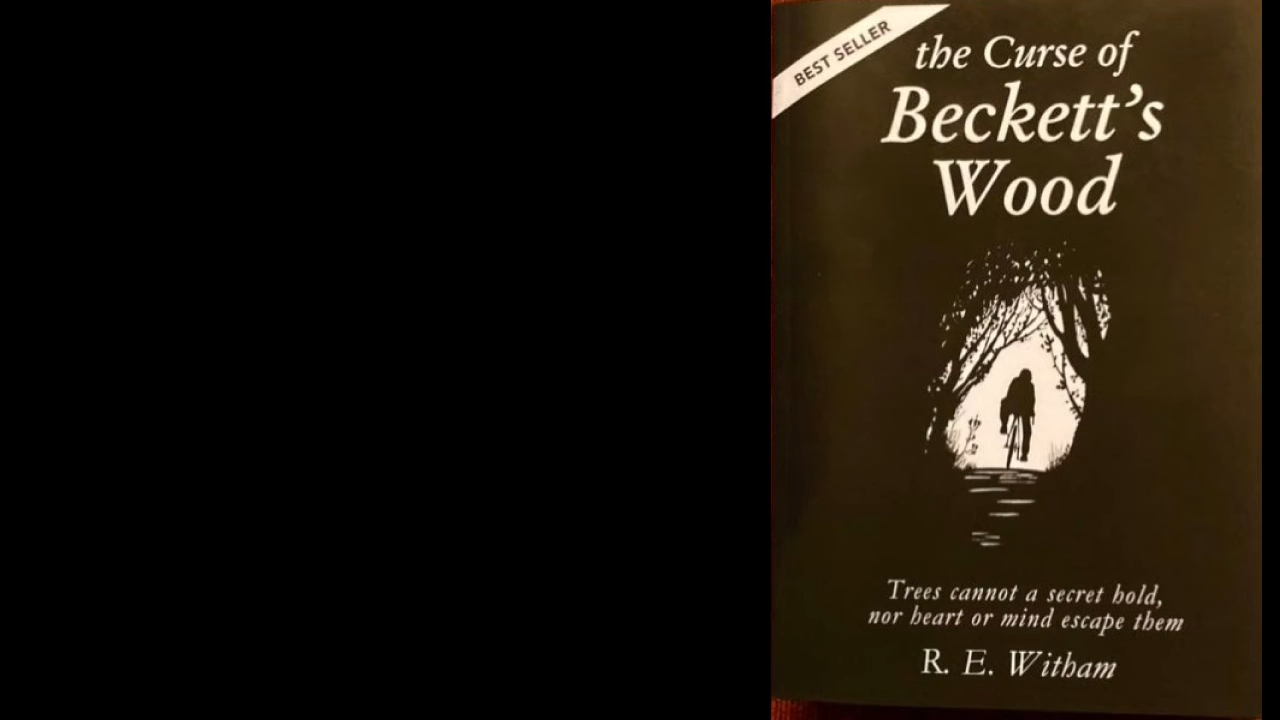 BEST SELLER
the Curse of
Beckett's
Wood
Trees cannot a secret hold,
nor heart or mind escape them
R. E. Witham